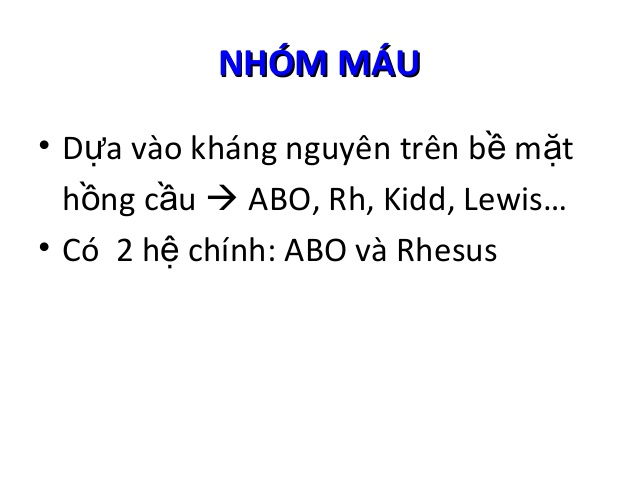 NHÓM MÁU
• Dựa vào kháng nguyên trên bề mặt
hồng cầu → ABO, Rh, Kidd, Lewis…
• Có  2 hệ chính: ABO và Rhesus